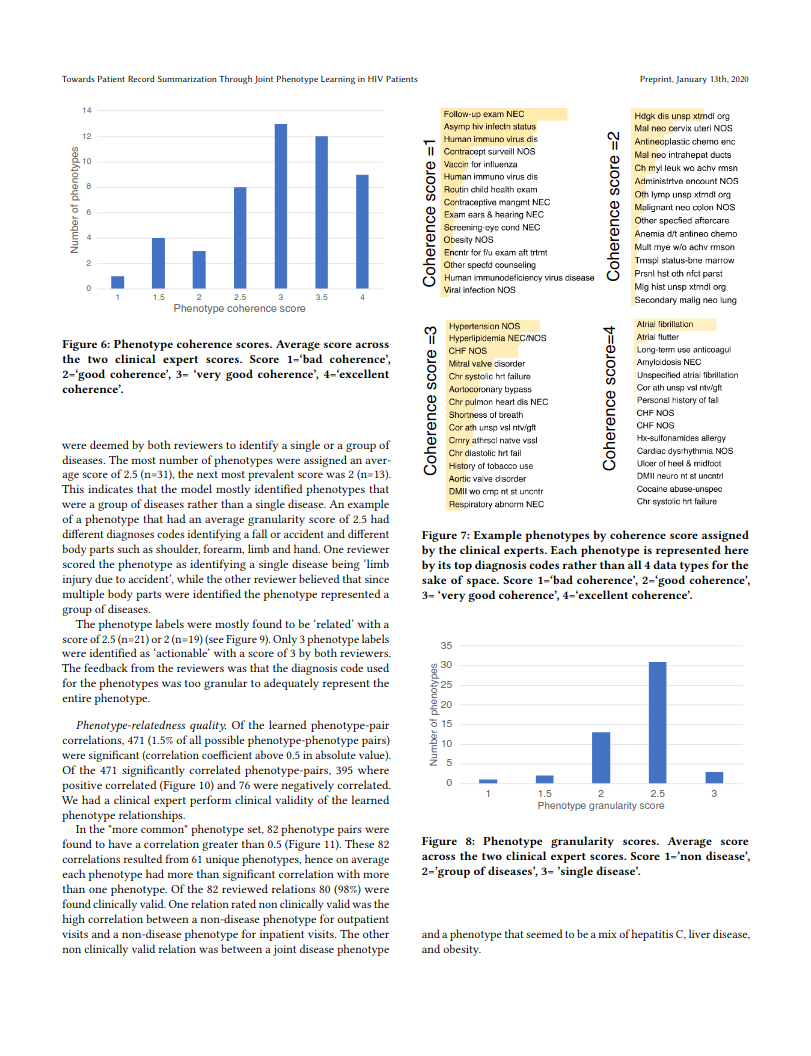 Towards Patient Record Summarization Through Joint Phenotype Learning in HIV Patients
Preprint, January 13th, 2020
14
12
10
8
6
4
2
0
Number of phenotypes
1 1.5 2 2.5 3 3.5 4
Phenotype coherence score
Figure 6: Phenotype coherence scores. Average score across
the two clinical expert scores. Score 1='bad coherence',
2='good coherence', 3= 'very good coherence', 4='excellent
coherence'.
were deemed by both reviewers to identify a single or a group of
diseases. The most number of phenotypes were assigned an aver-
age score of 2.5 (n=31), the next most prevalent score was 2 (n=13).
This indicates that the model mostly identified phenotypes that
were a group of diseases rather than a single disease. An example
of a phenotype that had an average granularity score of 2.5 had
different diagnoses codes identifying a fall or accident and different
body parts such as shoulder, forearm, limb and hand. One reviewer
scored the phenotype as identifying a single disease being 'limb
injury due to accident', while the other reviewer believed that since
multiple body parts were identified the phenotype represented a
group of diseases.
The phenotype labels were mostly found to be 'related' with a
score of 2.5 (n=21) or 2 (n=19) (see Figure 9). Only 3 phenotype labels
were identified as 'actionable' with a score of 3 by both reviewers.
The feedback from the reviewers was that the diagnosis code used
for the phenotypes was too granular to adequately represent the
entire phenotype.
Phenotype-relatedness quality. Of the learned phenotype-pair
correlations, 471 (1.5% of all possible phenotype-phenotype pairs)
were significant (correlation coefficient above 0.5 in absolute value).
Of the 471 significantly correlated phenotype-pairs, 395 where
positive correlated (Figure 10) and 76 were negatively correlated.
We had a clinical expert perform clinical validity of the learned
phenotype relationships.
In the "more common" phenotype set, 82 phenotype pairs were
found to have a correlation greater than 0.5 (Figure 11). These 82
correlations resulted from 61 unique phenotypes, hence on average
each phenotype had more than significant correlation with more
than one phenotype. Of the 82 reviewed relations 80 (98%) were
found clinically valid. One relation rated non clinically valid was the
high correlation between a non-disease phenotype for outpatient
visits and a non-disease phenotype for inpatient visits. The other
non clinically valid relation was between a joint disease phenotype
Coherence score =1
Follow-up exam NEC
Asymp hiv infectn status
Human immuno virus dis
Contracept surveill NOS
Vaccin for influenza
Human immuno virus dis
Routin child health exam
Contraceptive mangmt NEC
Exam ears & hearing NEC
Screening-eye cond NEC
Obesity NOS
Encntr for f/u exam aft trtmt
Other specfd counseling
Human immunodeficiency virus disease
Viral infection NOS
Coherence score =2
Hdgk dis unsp xtrndl org
Mal neo cervix uteri NOS
Antineoplastic chemo enc
Mal neo intrahepat ducts
Ch myl leuk wo achv rmsn
Administrtve encount NOS
Oth lymp unsp xtrndl org
Malignant neo colon NOS
Other specfied aftercare
Anemia d/t antineo chemo
Mult mye w/o achv rmson
Trnspl status-bne marrow
Prsnl hst oth nfct parst
Mlg hist unsp xtrndl org
Secondary malig neo lung
Coherence score =3
Hypertension NOS
Hyperlipidemia NEC/NOS
CHF NOS
Mitral valve disorder
Chr systolic hrt failure
Aortocoronary bypass
Chr pulmon heart dis NEC
Shortness of breath
Cor ath unsp vsl ntv/gft
Crnry athrscl natve vssl
Chr diastolic hrt fail
History of tobacco use
Aortic valve disorder
DMII wo cmp nt st uncntr
Respiratory abnorm NEC
Coherence score=4
Atrial fibrillation
Atrial flutter
Long-term use anticoagul
Amyloidosis NEC
Unspecified atrial fibrillation
Cor ath unsp vsl ntv/gft
Personal history of fall
CHF NOS
CHF NOS
Hx-sulfonamides allergy
Cardiac dysrhythmia NOS
Ulcer of heel & midfoot
DMII neuro nt st uncntrl
Cocaine abuse-unspec
Chr systolic hrt failure
Figure 7: Example phenotypes by coherence score assigned
by the clinical experts. Each phenotype is represented here
by its top diagnosis codes rather than all 4 data types for the
sake of space. Score 1='bad coherence', 2='good coherence',
3= 'very good coherence', 4='excellent coherence'.
35
30
25
20
15
10
5
0
Number of phenotypes
1 1.5 2 2.5 3
Phenotype granularity score
Figure 8: Phenotype granularity scores. Average score
across the two clinical expert scores. Score 1='non disease',
2='group of diseases', 3= 'single disease'.
and a phenotype that seemed to be a mix of hepatitis C, liver disease,
and obesity.